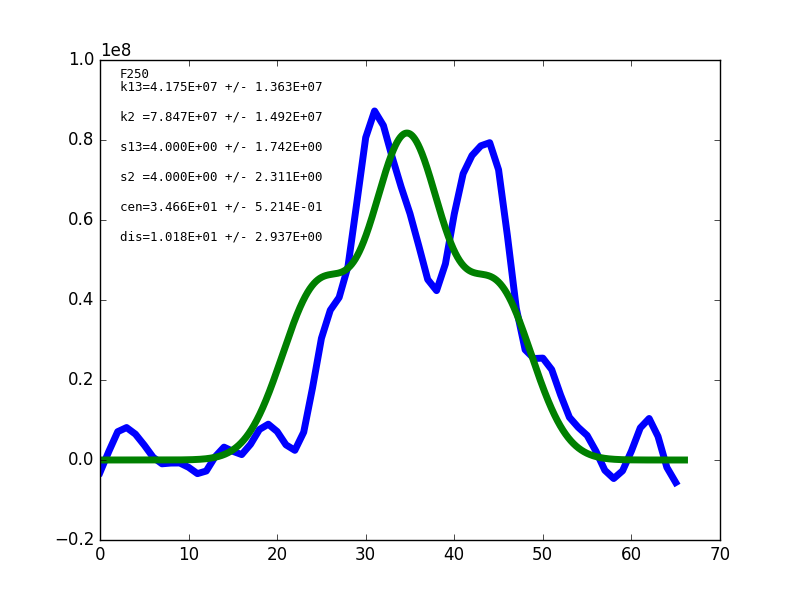 1e8
F250
k13=4.175E+07 +/- 1.363E+07
k2 =7.847E+07 +/- 1.492E+07
s13=4.000E+00 +/- 1.742E+00
s2 =4.000E+00 +/- 2.311E+00
cen=3.466E+01 +/- 5.214E-01
dis=1.018E+01 +/- 2.937E+00
1.0
0.8
0.6
0.4
0.2
0.0
−0.2
0 10 20 30 40 50 60 70